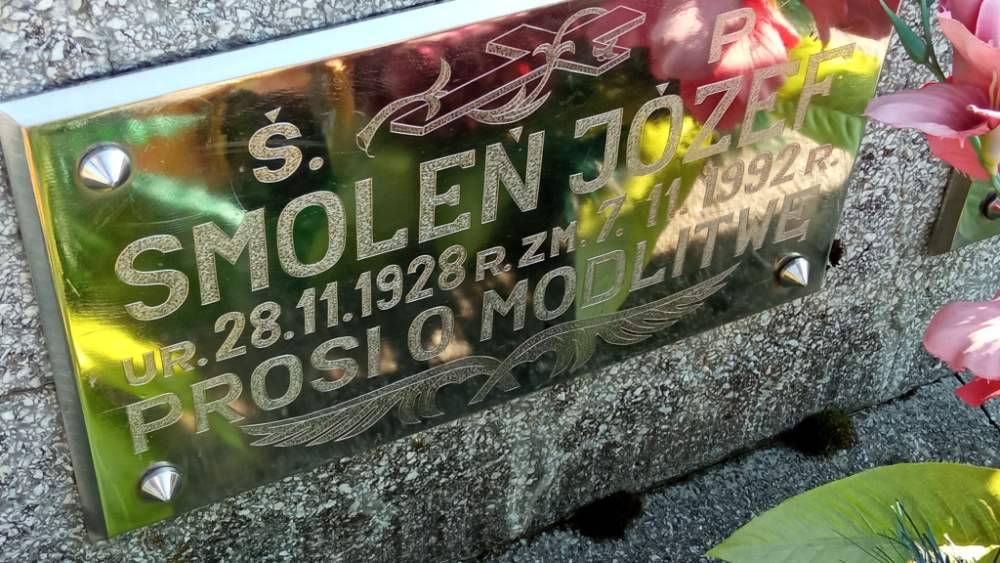 Ś. P
SMOLEŃ JÓZEF
UR. 28.11.1928 R. ZM. 7. 11. 1992 R.
PROSI O MODLITWĘ